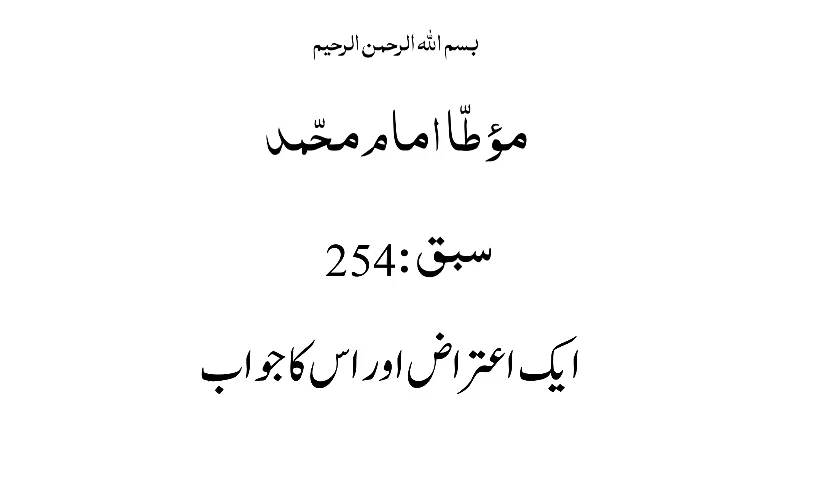 بسم اللہ الرحمن الرحیم
مؤطّا امام محمّد
سبق:254
ایک اعتراض اور اس کا جواب